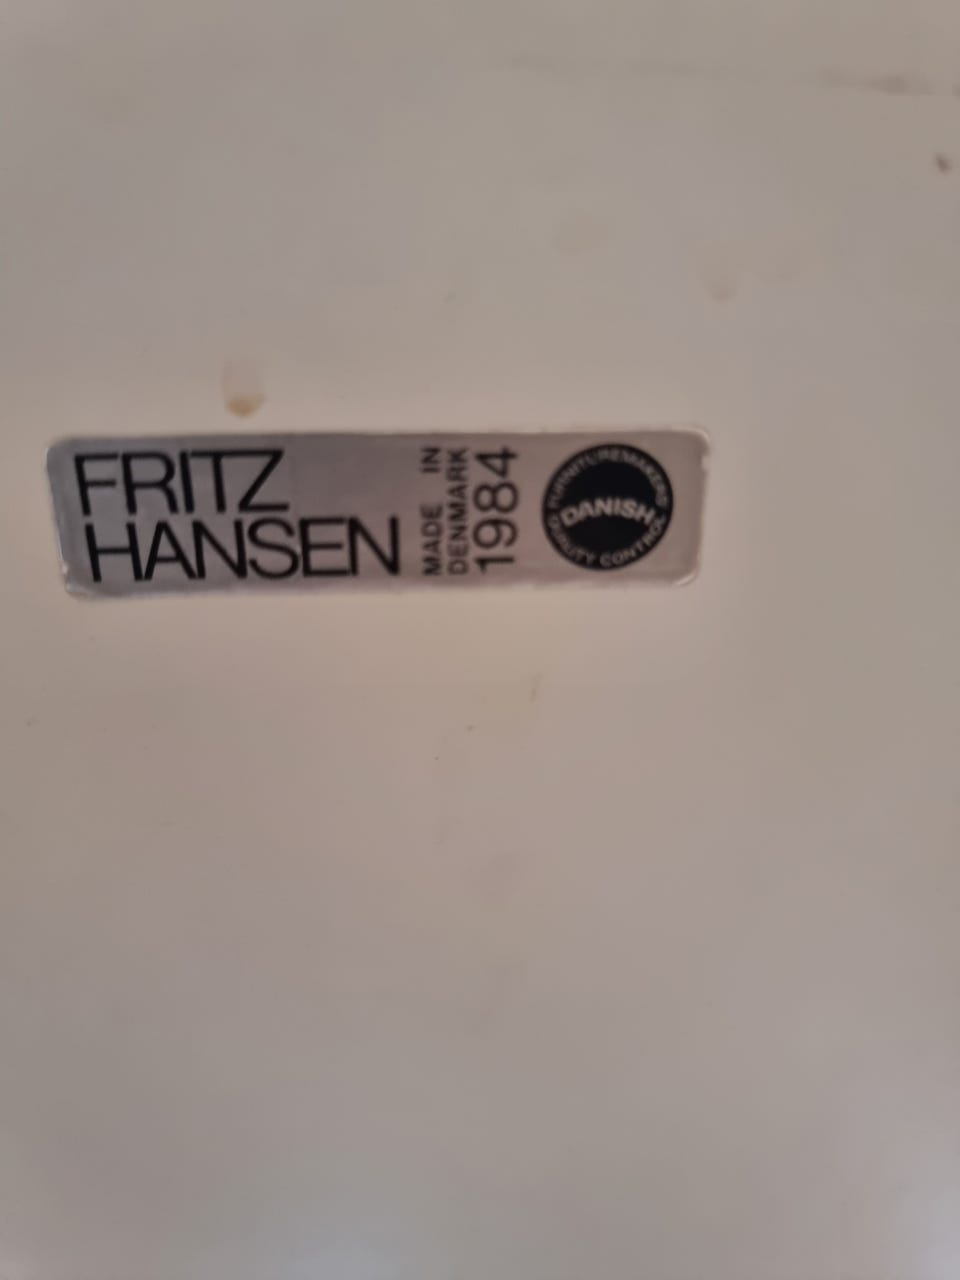 FRITZ
HANSEN
MADE IN
DENMARK
1984
FURNITUREMAKERS'
DANISH
QUALITY CONTROL